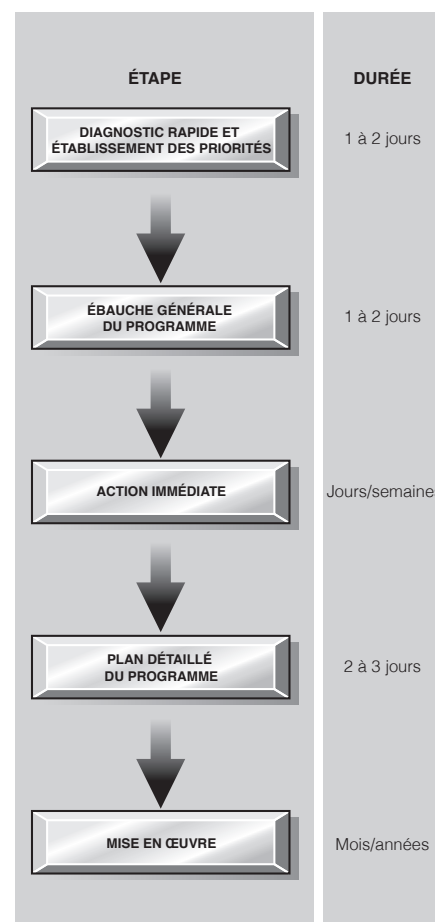 ÉTAPE
DURÉE
DIAGNOSTIC RAPIDE ET
ÉTABLISSEMENT DES PRIORITÉS
1 à 2 jours
ÉBAUCHE GÉNÉRALE
DU PROGRAMME
1 à 2 jours
ACTION IMMÉDIATE
Jours/semaine
PLAN DÉTAILLÉ
DU PROGRAMME
2 à 3 jours
MISE EN ŒUVRE
Mois/années